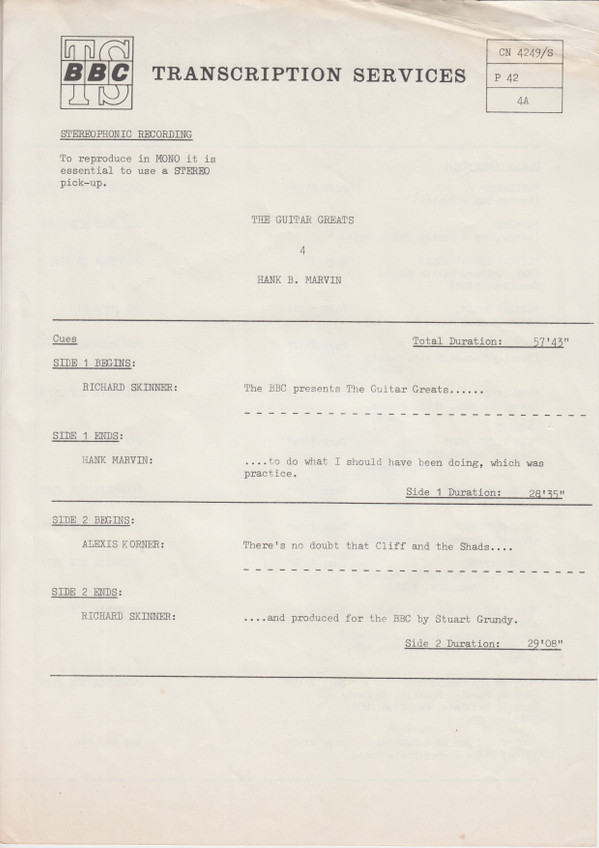 TS
BBC
TRANSCRIPTION SERVICES
CN 4249/S
P 42
4A
STEREOPHONIC RECORDING
To reproduce in MONO it is
essential to use a STEREO
pick-up.
THE GUITAR GREATS
4
HANK B. MARVIN
Cues
Total Duration: 57'43"
SIDE 1 BEGINS:
RICHARD SKINNER: The BBC presents The Guitar Greats......
SIDE 1 ENDS:
HANK MARVIN: ....to do what I should have been doing, which was
practice.
Side 1 Duration: 28'35"
SIDE 2 BEGINS:
ALEXIS KORNER: There's no doubt that Cliff and the Shads....
SIDE 2 ENDS:
RICHARD SKINNER: ....and produced for the BBC by Stuart Grundy.
Side 2 Duration: 29'08"